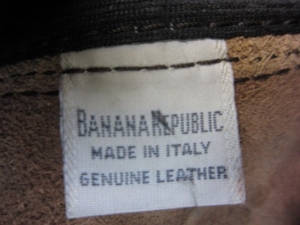 BANANA REPUBLIC
MADE IN ITALY
GENUINE LEATHER